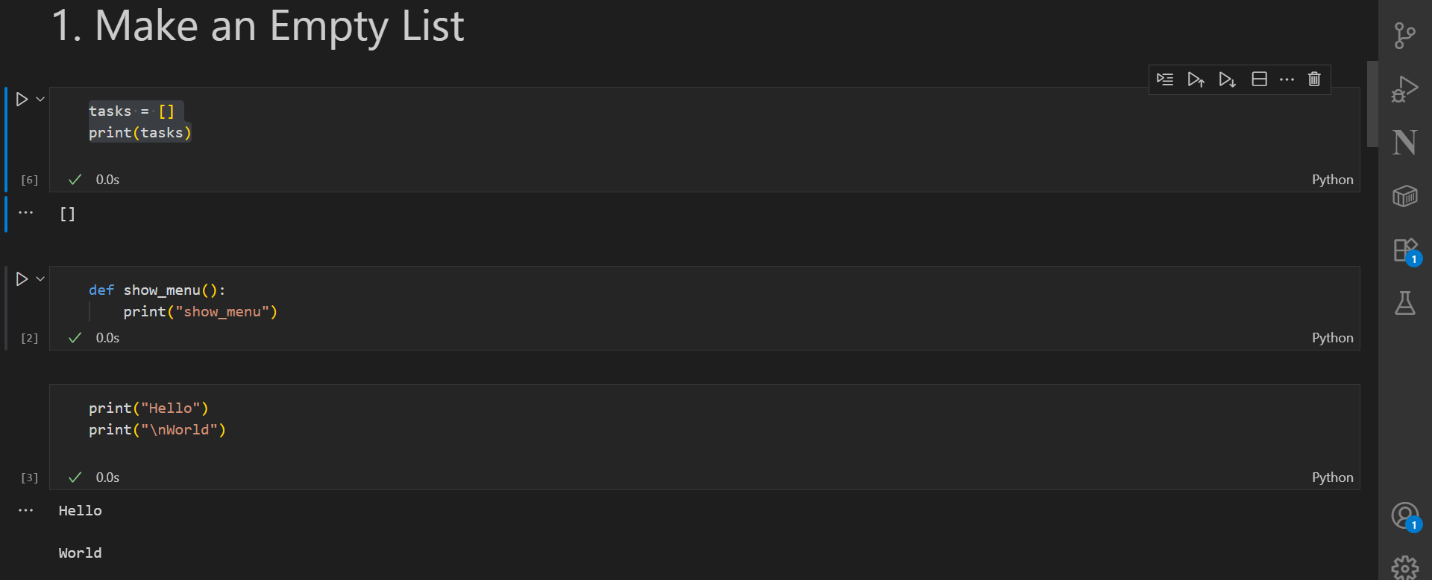 1. Make an Empty List
tasks = []
print(tasks)
[6]
0.0s
Python
[]
def show_menu():
    print("show_menu")
[2]
0.0s
Python
print("Hello")
print("\nWorld")
[3]
0.0s
Python
Hello
World
N
1
1